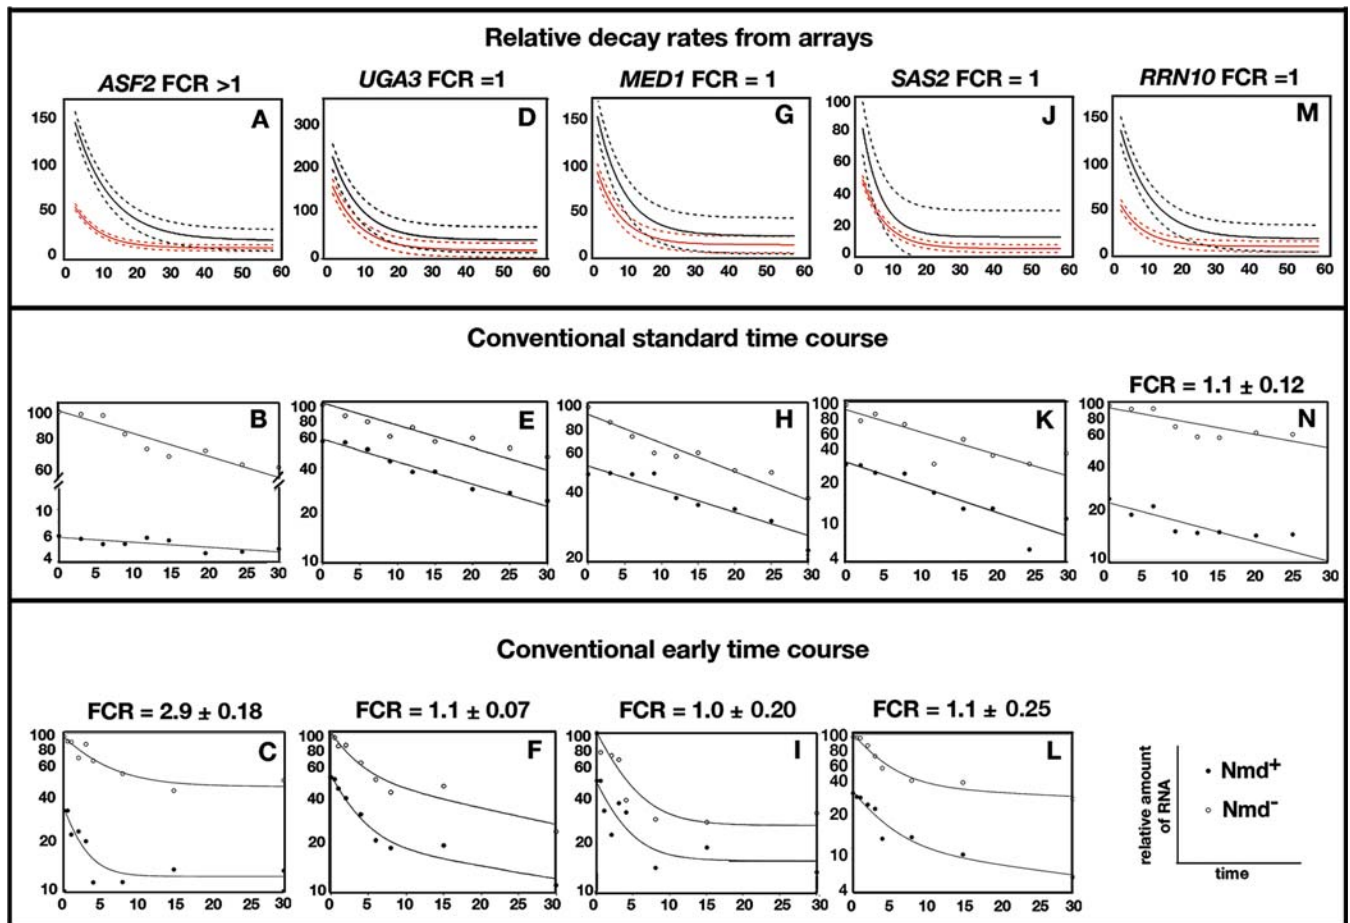 Relative decay rates from arrays
ASF2 FCR >1
UGA3 FCR =1
MED1 FCR = 1
SAS2 FCR = 1
RRN10 FCR =1
A
150
100
50
0
0 10 20 30 40 50 60
D
300
200
100
0
0 10 20 30 40 50 60
G
150
100
50
0
0 10 20 30 40 50 60
J
100
80
60
40
20
0
0 10 20 30 40 50 60
M
150
100
50
0
0 10 20 30 40 50 60
Conventional standard time course
FCR = 1.1 ± 0.12
B
100
80
60
10
6
4
0 5 10 15 20 25 30
E
100
80
60
40
20
10
0 5 10 15 20 25 30
H
100
80
60
40
20
0 5 10 15 20 25 30
K
100
80
60
40
20
10
4
0 5 10 15 20 25 30
N
100
80
60
40
20
10
0 5 10 15 20 25 30
Conventional early time course
FCR = 2.9 ± 0.18
FCR = 1.1 ± 0.07
FCR = 1.0 ± 0.20
FCR = 1.1 ± 0.25
C
100
80
60
40
20
10
0 5 10 15 20 25 30
F
100
80
60
40
20
10
0 5 10 15 20 25 30
I
100
80
60
40
20
10
0 5 10 15 20 25 30
L
100
80
60
40
20
10
4
0 5 10 15 20 25 30
relative amount
of RNA
time
Nmd+
Nmd-